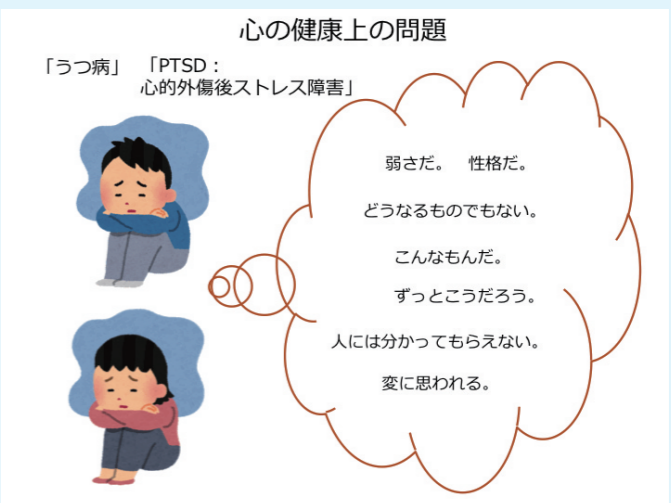 心の健康上の問題
「うつ病」 「PTSD：
心的外傷後ストレス障害」
弱さだ。 性格だ。
どうなるものでもない。
こんなもんだ。
ずっとこうだろう。
人には分かってもらえない。
変に思われる。